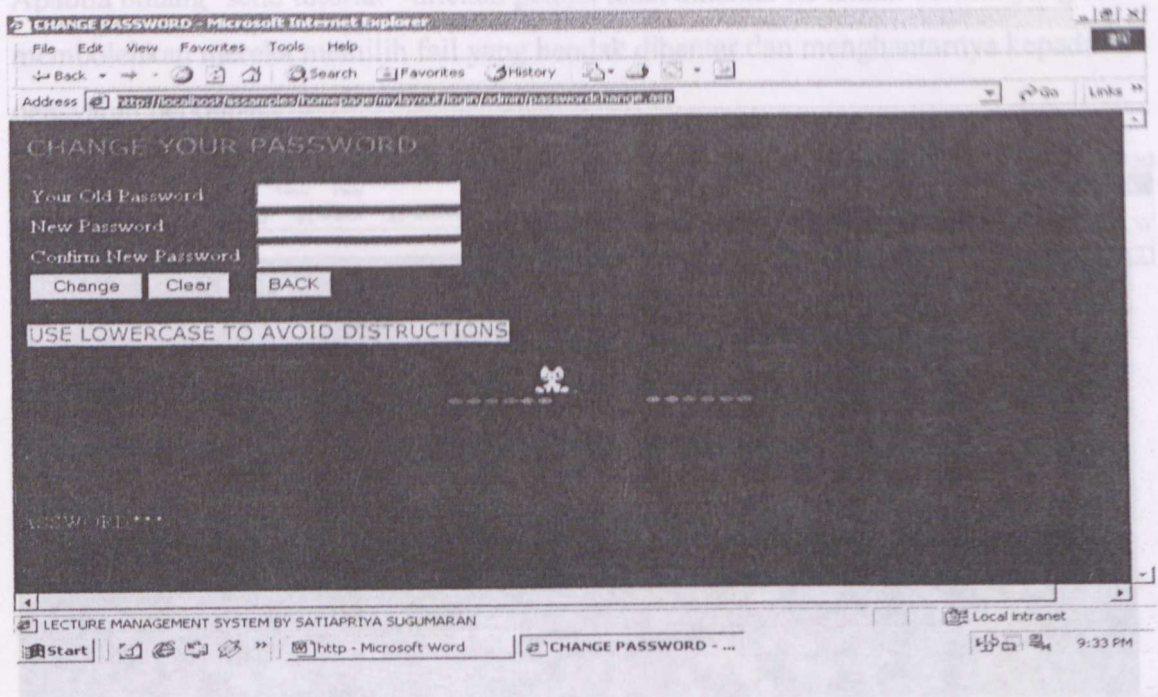 CHANGE PASSWORD - Microsoft Internet Explorer
File Edit View Favorites Tools Help
Back Search Favorites History
Address http://localhost/assamples/homepage/mylayout/login/admin/passwordchange.asp Go Links »
CHANGE YOUR PASSWORD
Your Old Password
New Password
Confirm New Password
Change Clear BACK
USE LOWERCASE TO AVOID DISTRUCTIONS
ASSWORD***
LECTURE MANAGEMENT SYSTEM BY SATIAPRIYA SUGUMARAN Local intranet
Start » http - Microsoft Word CHANGE PASSWORD - ... 9:33 PM